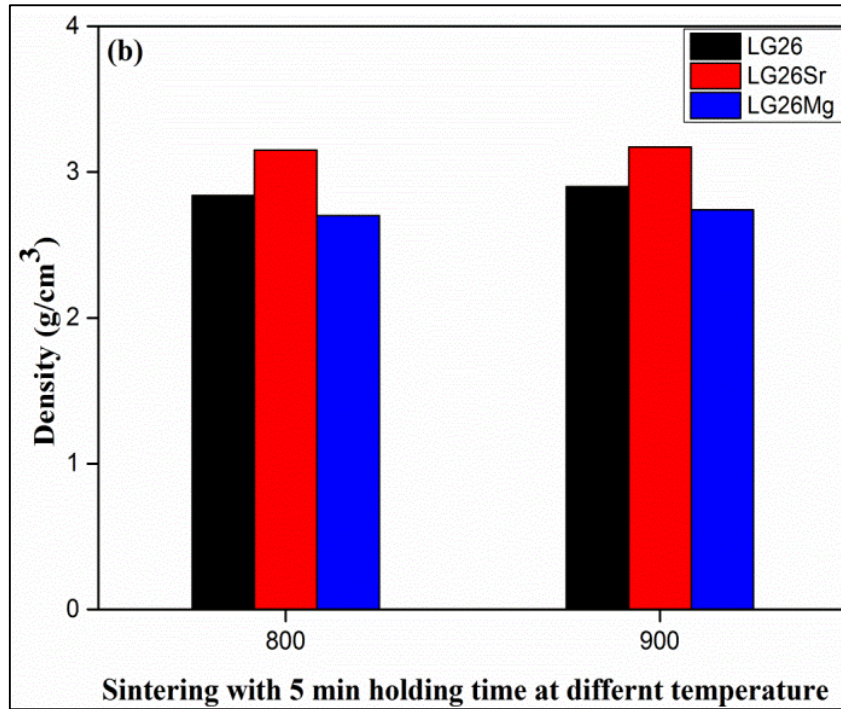 (b)
LG26
LG26Sr
LG26Mg
4
3
2
1
0
Density (g/cm³)
800
900
Sintering with 5 min holding time at differnt temperature